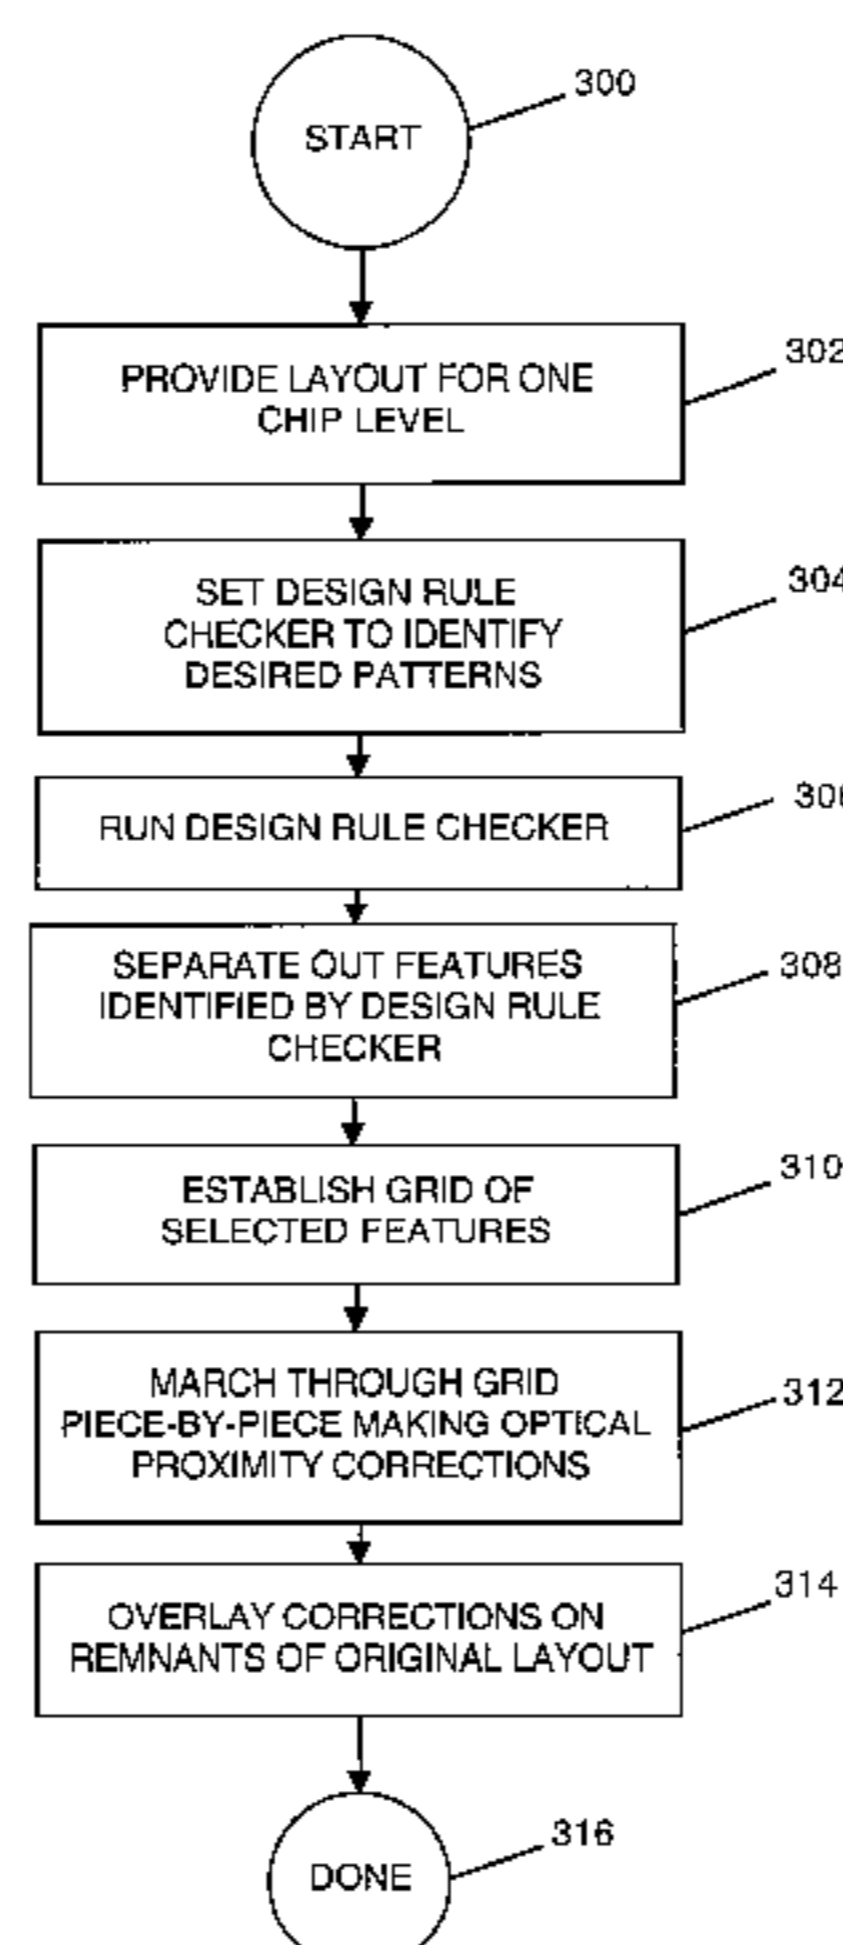 START
300
PROVIDE LAYOUT FOR ONE
CHIP LEVEL
302
SET DESIGN RULE
CHECKER TO IDENTIFY
DESIRED PATTERNS
304
RUN DESIGN RULE CHECKER
306
SEPARATE OUT FEATURES
IDENTIFIED BY DESIGN RULE
CHECKER
308
ESTABLISH GRID OF
SELECTED FEATURES
310
MARCH THROUGH GRID
PIECE-BY-PIECE MAKING OPTICAL
PROXIMITY CORRECTIONS
312
OVERLAY CORRECTIONS ON
REMNANTS OF ORIGINAL LAYOUT
314
DONE
316